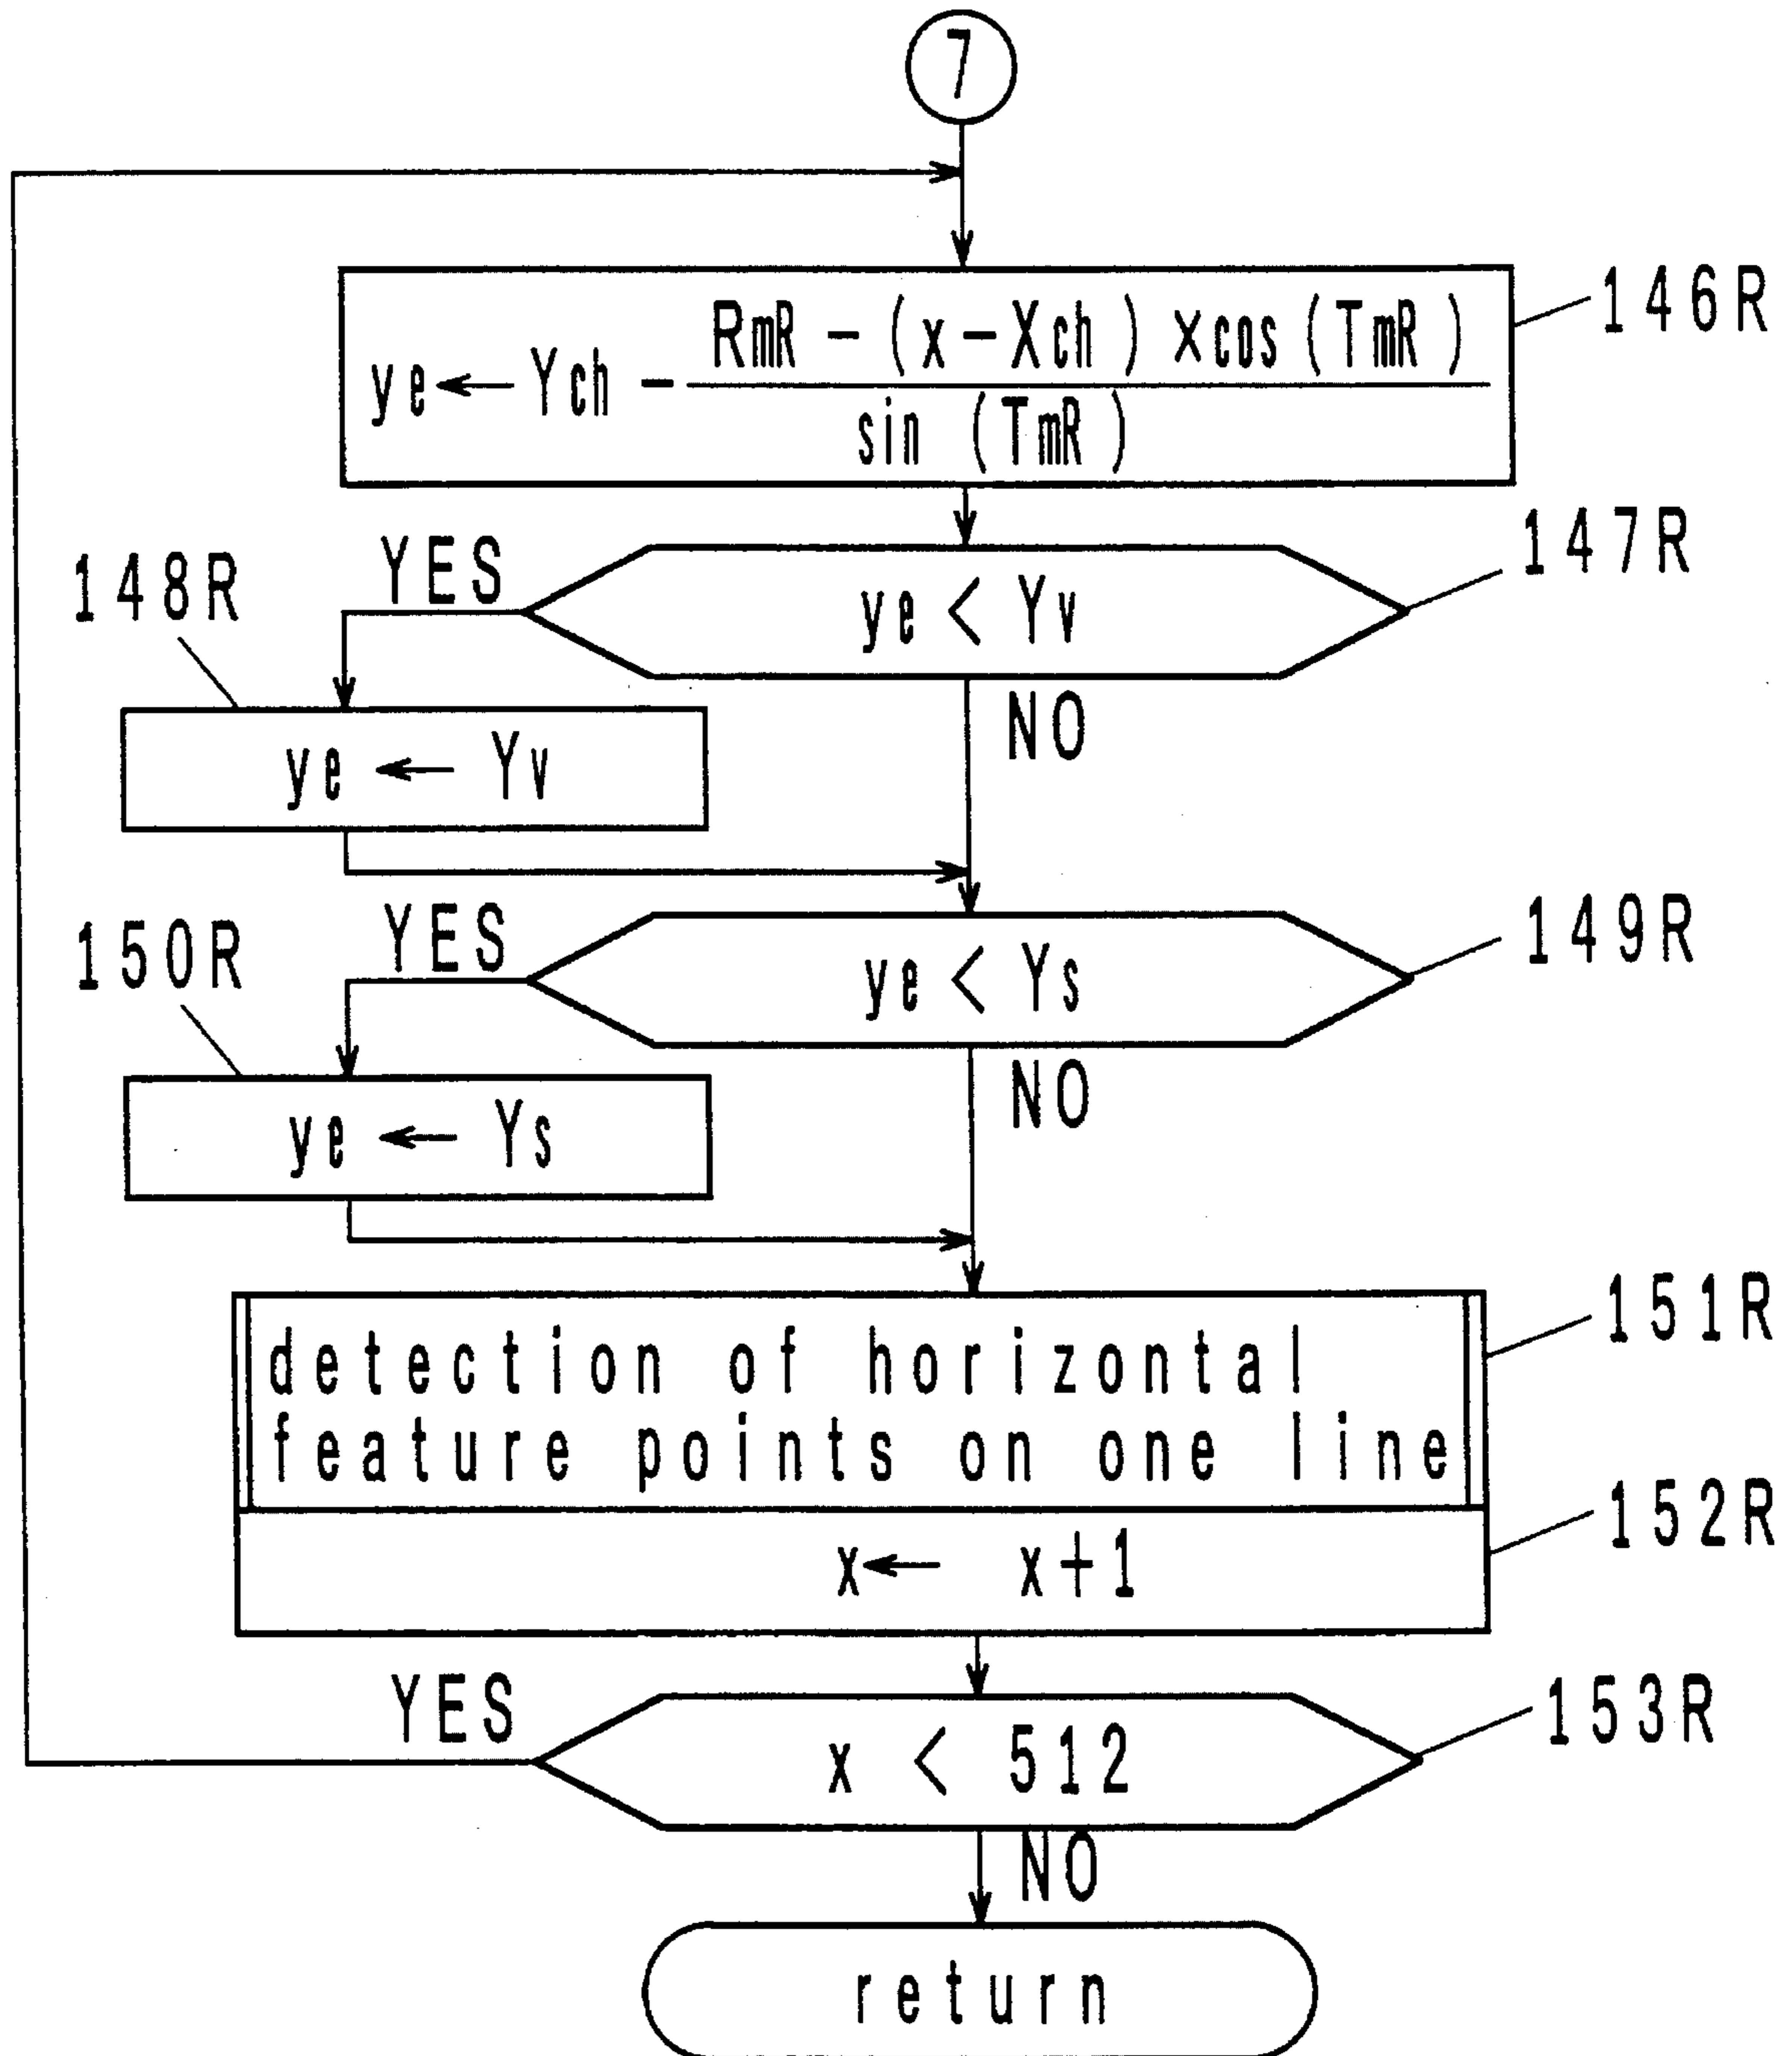 7
RmR - (x - Xch) × cos (TmR)
ye ← Ych -
sin (TmR)
146R
YES
ye < Yv
147R
148R
NO
ye ← Yv
YES
ye < Ys
149R
150R
NO
ye ← Ys
detection of horizontal
feature points on one line
151R
x ← x+1
152R
YES
x < 512
153R
NO
return